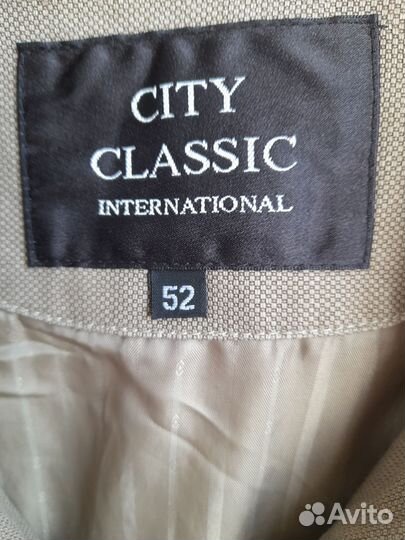 CITY
CLASSIC
INTERNATIONAL
52
Avito